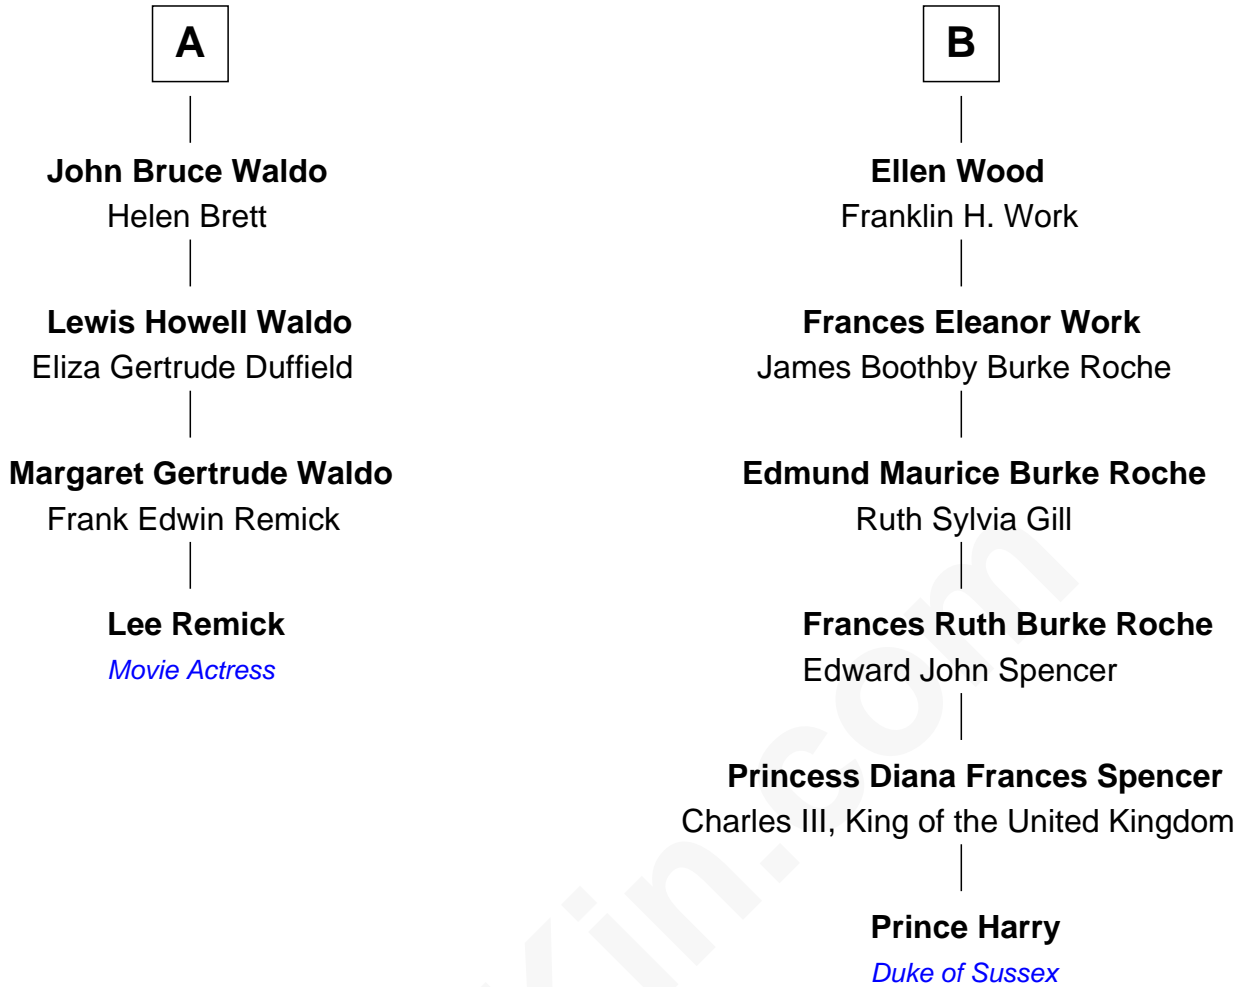 A
John Bruce Waldo
Helen Brett
Lewis Howell Waldo
Eliza Gertrude Duffield
Margaret Gertrude Waldo
Frank Edwin Remick
Lee Remick
Movie Actress
B
Ellen Wood
Franklin H. Work
Frances Eleanor Work
James Boothby Burke Roche
Edmund Maurice Burke Roche
Ruth Sylvia Gill
Frances Ruth Burke Roche
Edward John Spencer
Princess Diana Frances Spencer
Charles III, King of the United Kingdom
Prince Harry
Duke of Sussex
Kin.com